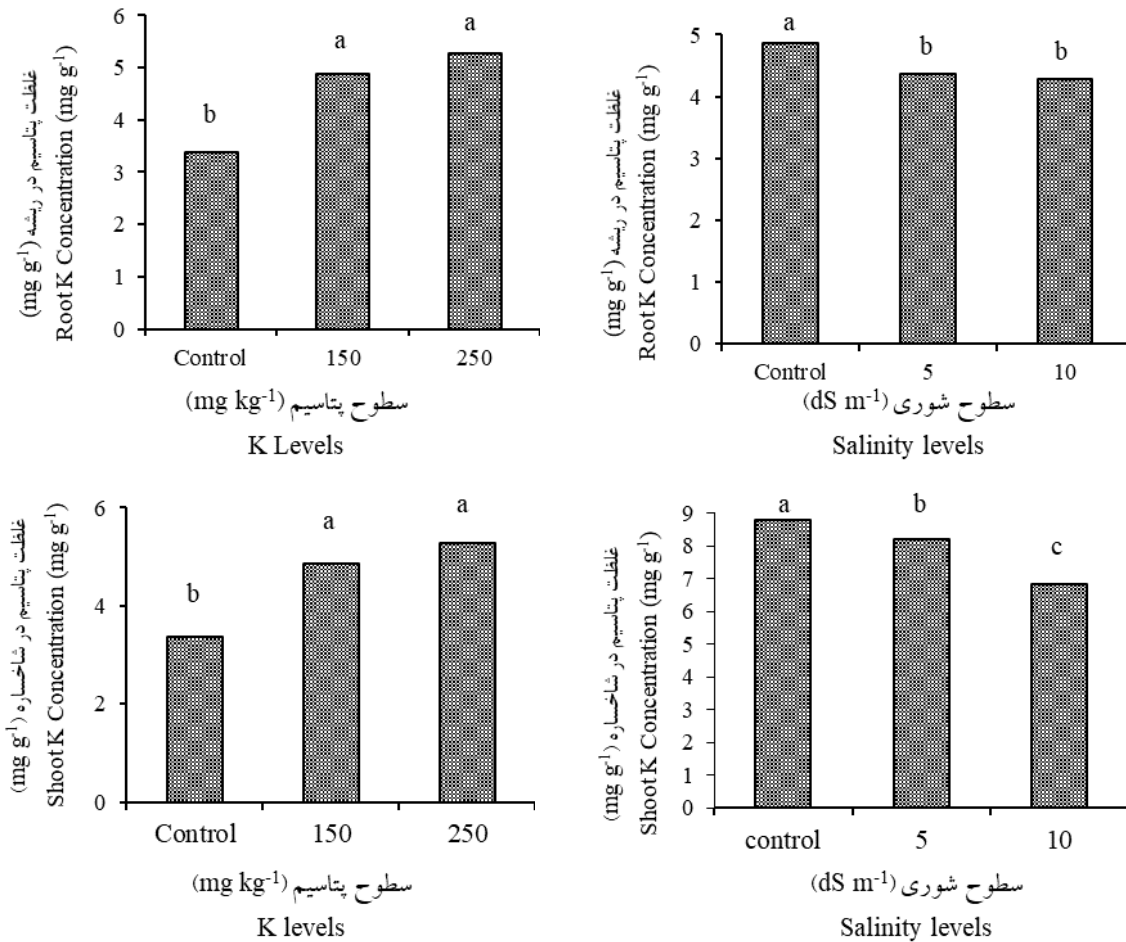 غلظت پتاسیم در ریشه (mg g-1)
Root K Concentration (mg g-1)
6
5
4
3
2
1
0
b
a
a
Control 150 250
سطوح پتاسیم (mg kg-1)
K Levels
غلظت پتاسیم در ریشه (mg g-1)
Root K Concentration (mg g-1)
5
4
3
2
1
0
a
b
b
Control 5 10
سطوح شوری (dS m-1)
Salinity levels
غلظت پتاسیم در شاخساره (mg g-1)
Shoot K Concentration (mg g-1)
6
4
2
0
b
a
a
Control 150 250
سطوح پتاسیم (mg kg-1)
K levels
غلظت پتاسیم در شاخساره (mg g-1)
Shoot K Concentration (mg g-1)
9
8
7
6
5
4
3
2
1
0
a
b
c
control 5 10
سطوح شوری (dS m-1)
Salinity levels